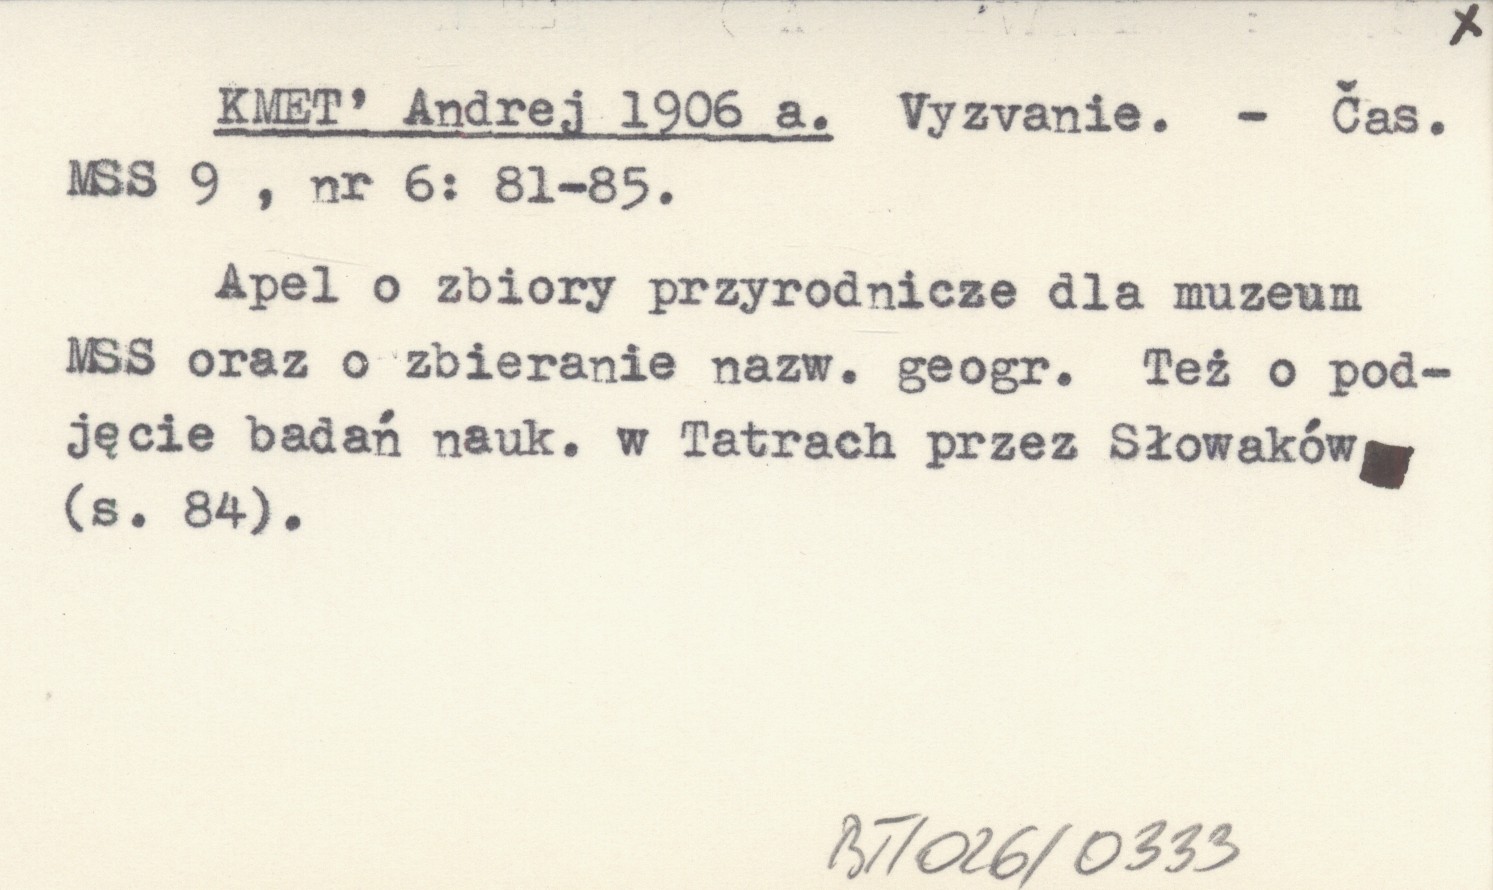 x
KMET' Andrej 1906 a. Vyzvanie. - Čas.
MSS 9 , nr 6: 81-85.
Apel o zbiory przyrodnicze dla muzeum
MSS oraz o zbieranie nazw. geogr. Też o pod-
jęcie badań nauk. w Tatrach przez Słowaków
(s. 84).
BT/026/0333